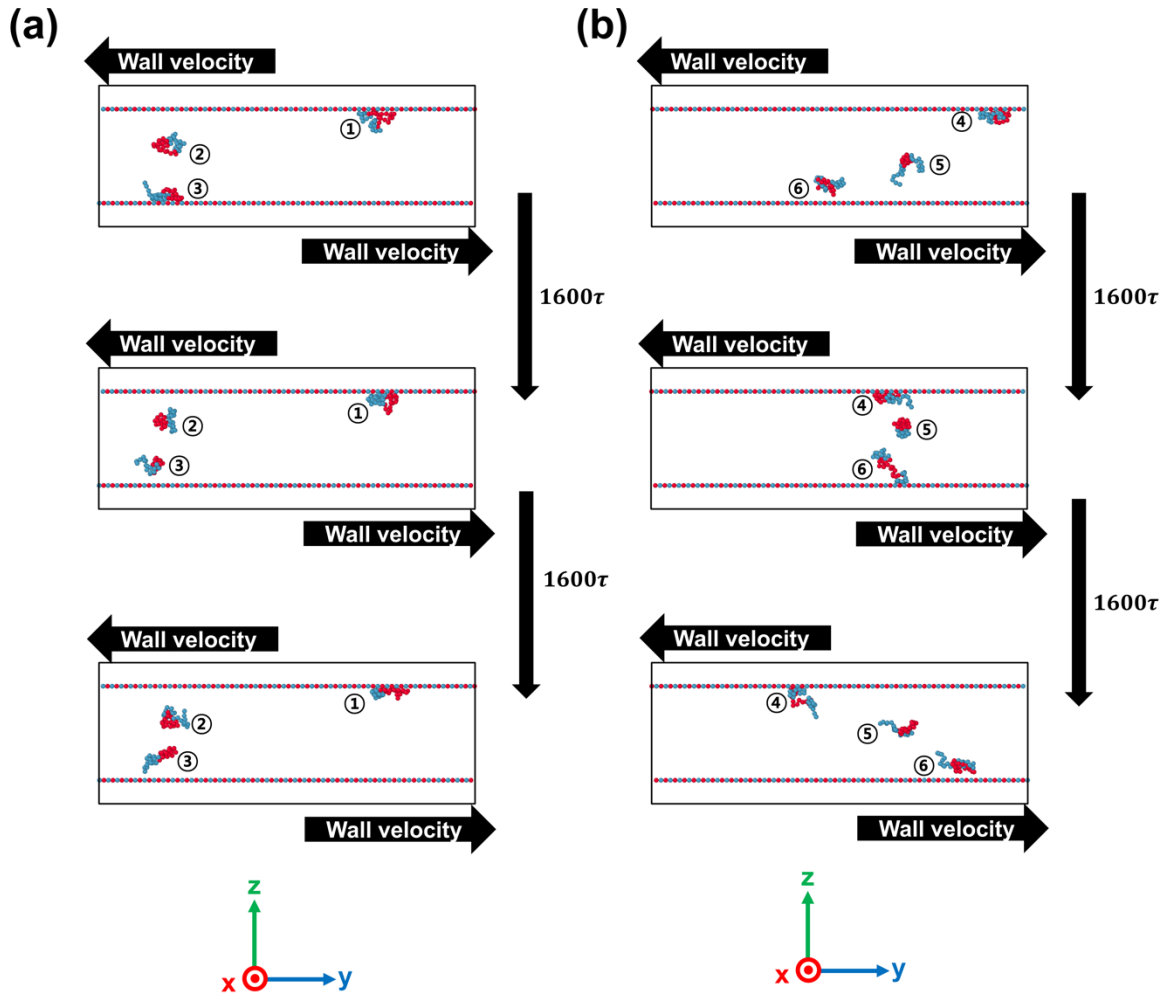 (a)
Wall velocity
①
②
③
Wall velocity
1600τ
Wall velocity
①
②
③
Wall velocity
1600τ
Wall velocity
①
②
③
Wall velocity
z
x
y
(b)
Wall velocity
④
⑤
⑥
Wall velocity
1600τ
Wall velocity
④
⑤
⑥
Wall velocity
1600τ
Wall velocity
④
⑤
⑥
Wall velocity
z
x
y